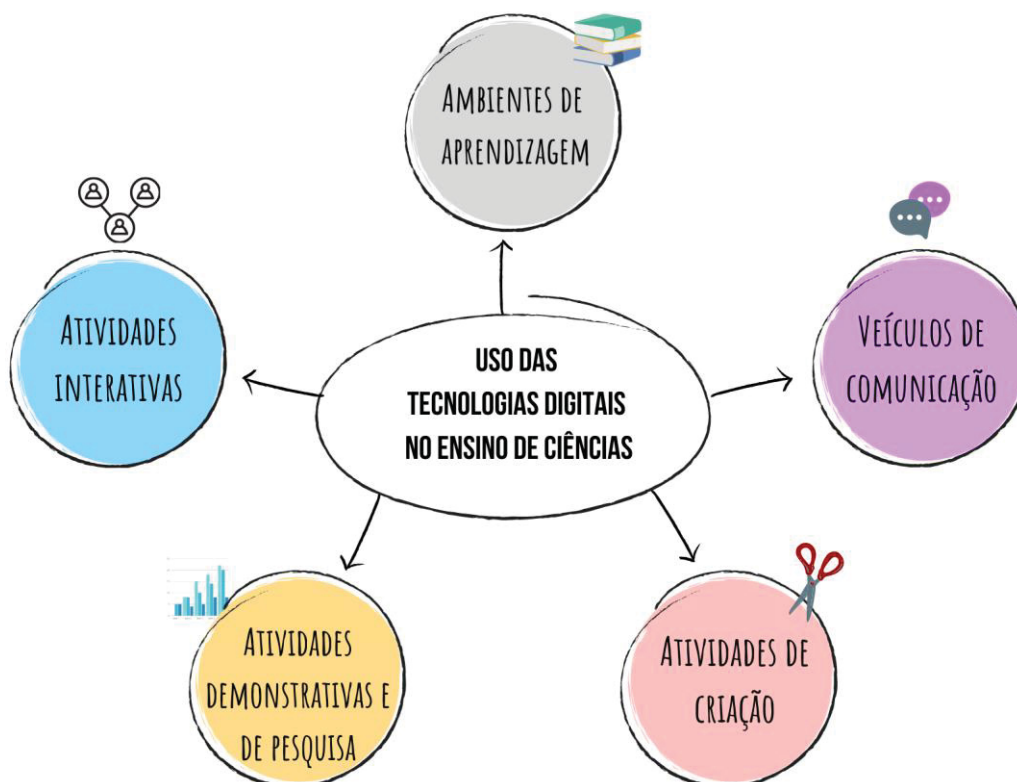 AMBIENTES DE
APRENDIZAGEM
ATIVIDADES
INTERATIVAS
VEÍCULOS DE
COMUNICAÇÃO
USO DAS
TECNOLOGIAS DIGITAIS
NO ENSINO DE CIÊNCIAS
ATIVIDADES
DEMONSTRATIVAS E
DE PESQUISA
ATIVIDADES DE
CRIAÇÃO